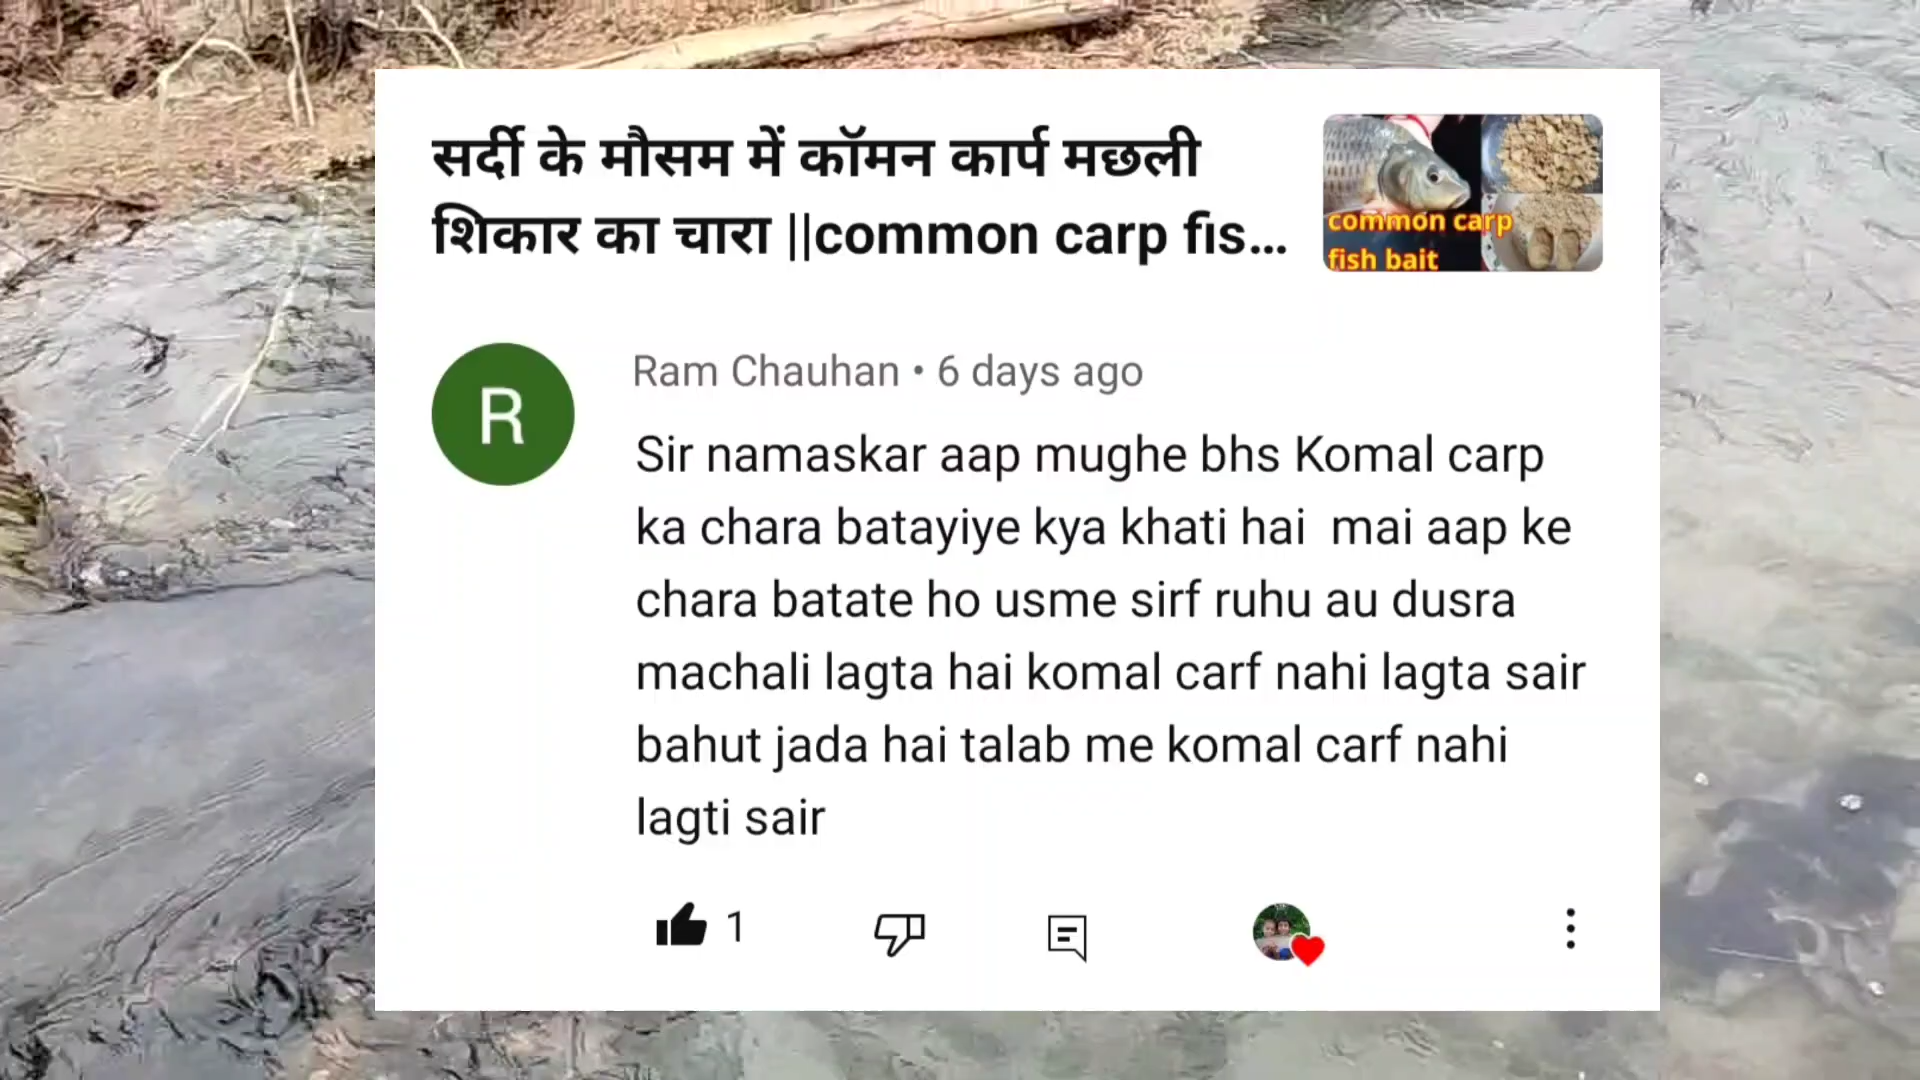 सर्दी के मौसम में कॉमन कार्प मछली
शिकार का चारा ||common carp fis...
common carp
fish bait
R
Ram Chauhan • 6 days ago
Sir namaskar aap mughe bhs Komal carp
ka chara batayiye kya khati hai mai aap ke
chara batate ho usme sirf ruhu au dusra
machali lagta hai komal carf nahi lagta sair
bahut jada hai talab me komal carf nahi
lagti sair
1